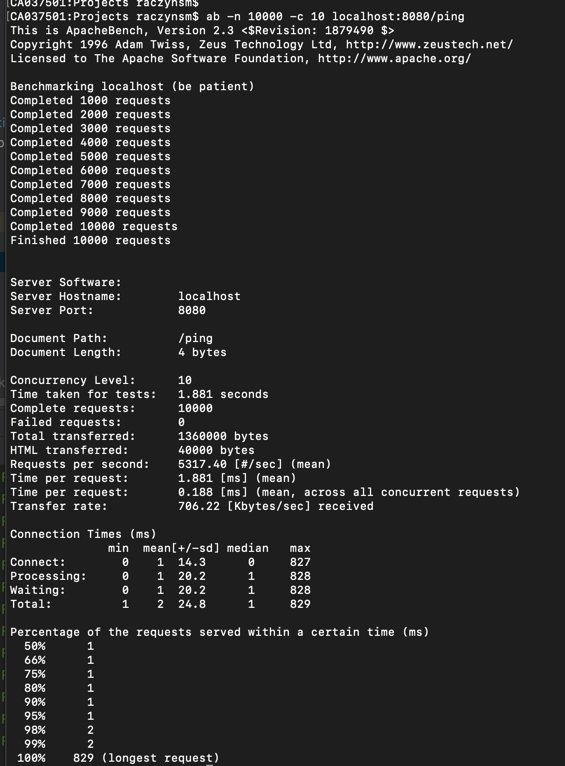 [CA037501:Projects raczynsm$
[CA037501:Projects raczynsm$ ab -n 10000 -c 10 localhost:8080/ping
This is ApacheBench, Version 2.3 <$Revision: 1879490 $>
Copyright 1996 Adam Twiss, Zeus Technology Ltd, http://www.zeustech.net/
Licensed to The Apache Software Foundation, http://www.apache.org/

Benchmarking localhost (be patient)
Completed 1000 requests
Completed 2000 requests
Completed 3000 requests
Completed 4000 requests
Completed 5000 requests
Completed 6000 requests
Completed 7000 requests
Completed 8000 requests
Completed 9000 requests
Completed 10000 requests
Finished 10000 requests

Server Software:
Server Hostname:        localhost
Server Port:            8080

Document Path:          /ping
Document Length:        4 bytes

Concurrency Level:      10
Time taken for tests:   1.881 seconds
Complete requests:      10000
Failed requests:        0
Total transferred:      1360000 bytes
HTML transferred:       40000 bytes
Requests per second:    5317.40 [#/sec] (mean)
Time per request:       1.881 [ms] (mean)
Time per request:       0.188 [ms] (mean, across all concurrent requests)
Transfer rate:          706.22 [Kbytes/sec] received

Connection Times (ms)
              min  mean[+/-sd] median   max
Connect:        0    1  14.3      0     827
Processing:     0    1  20.2      1     828
Waiting:        0    1  20.2      1     828
Total:          1    2  24.8      1     829

Percentage of the requests served within a certain time (ms)
  50%      1
  66%      1
  75%      1
  80%      1
  90%      1
  95%      1
  98%      2
  99%      2
 100%    829 (longest request)